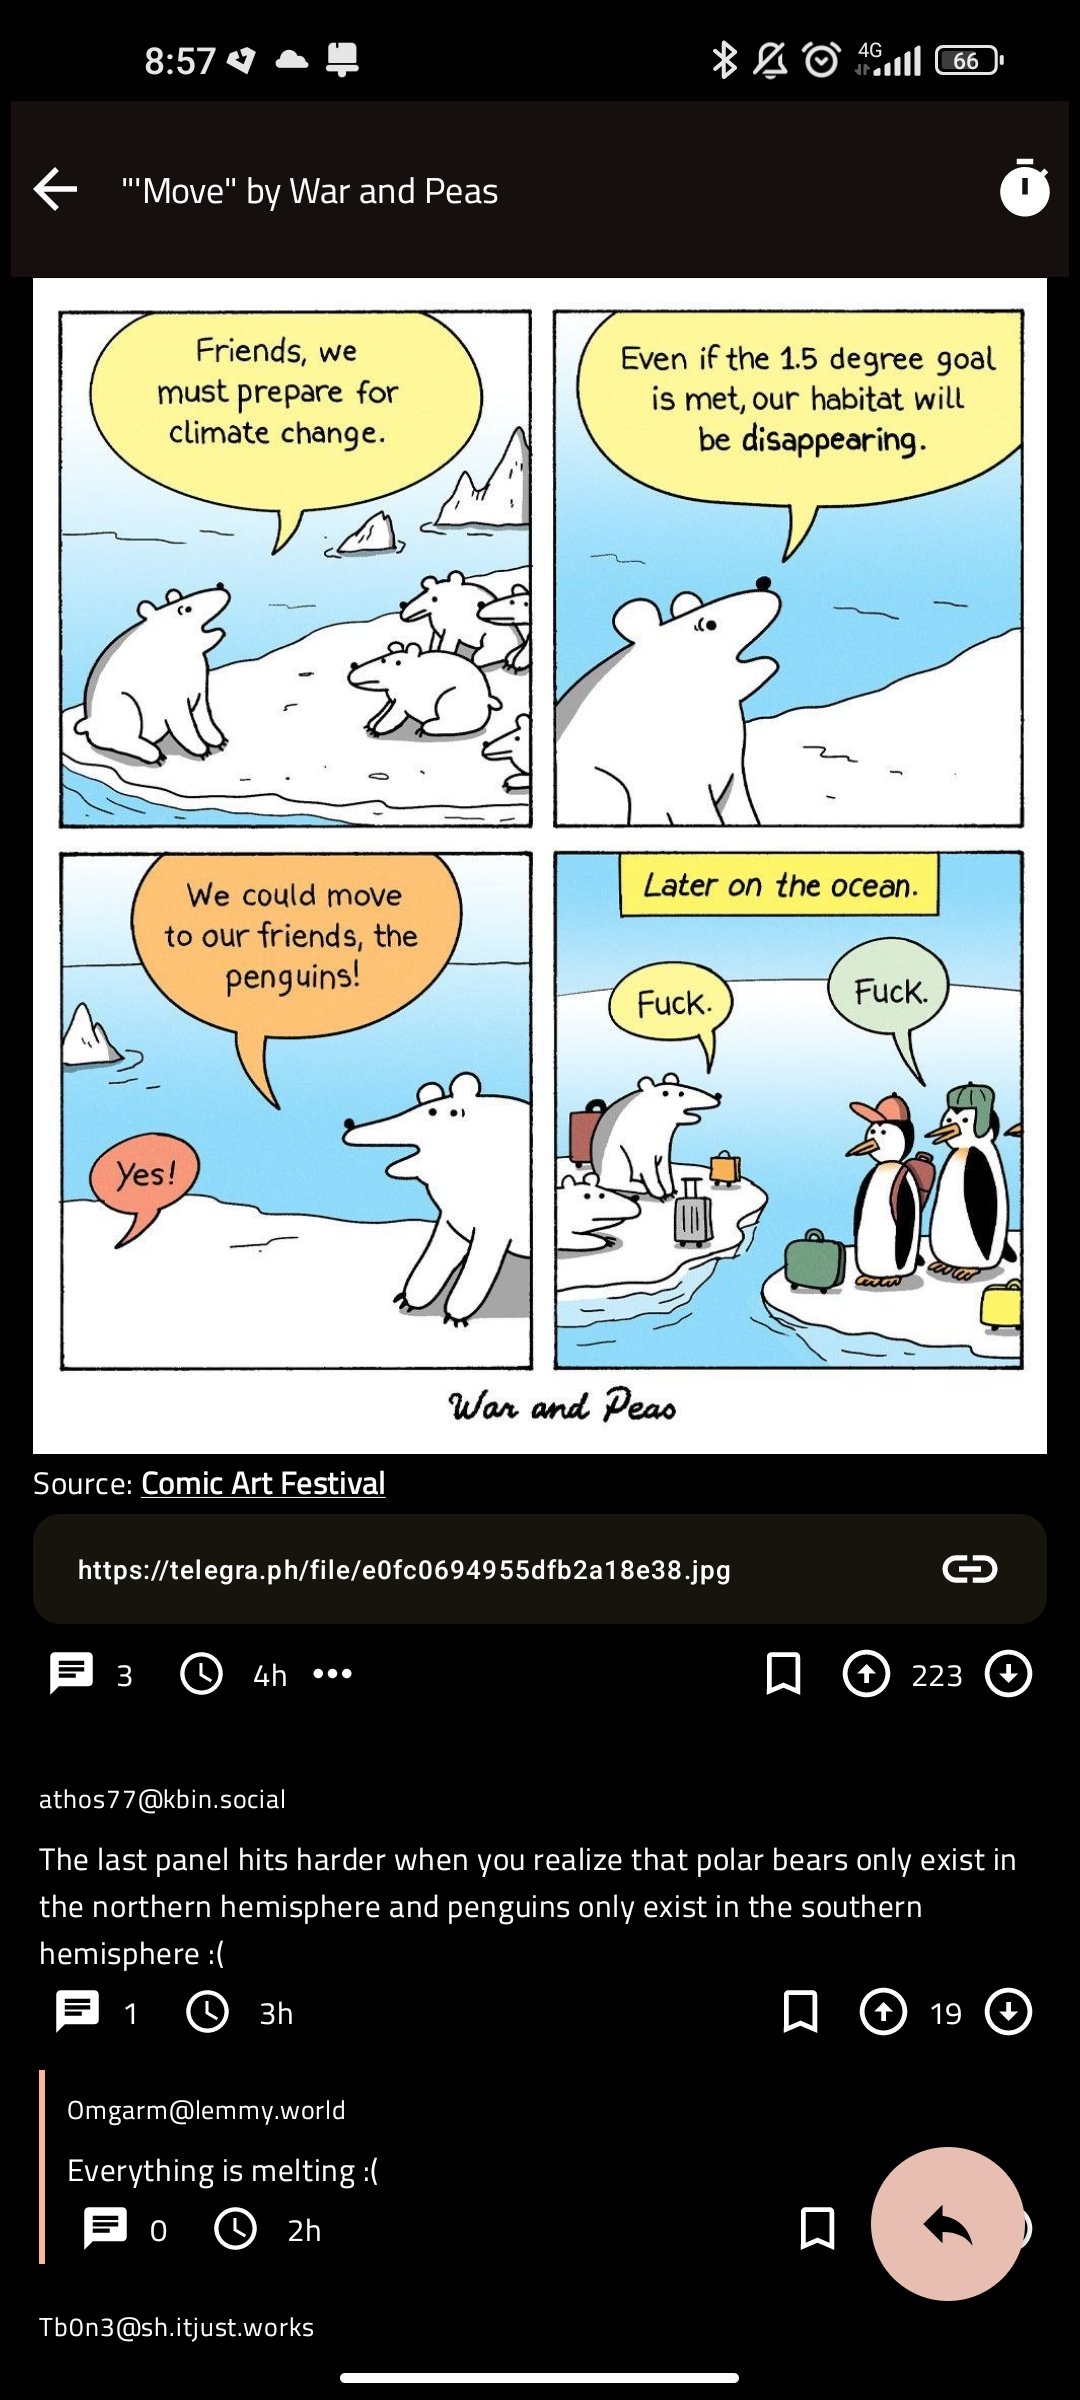 8:57
4G
66
"'Move" by War and Peas
Friends, we
must prepare for
climate change.
Even if the 1.5 degree goal
is met, our habitat will
be disappearing.
We could move
to our friends, the
penguins!
Yes!
Later on the ocean.
Fuck.
Fuck.
War and Peas
Source: Comic Art Festival
https://telegra.ph/file/e0fc0694955dfb2a18e38.jpg
3 4h 223
athos77@kbin.social
The last panel hits harder when you realize that polar bears only exist in
the northern hemisphere and penguins only exist in the southern
hemisphere :(
1 3h 19
Omgarm@lemmy.world
Everything is melting :(
0 2h
Tb0n3@sh.itjust.works